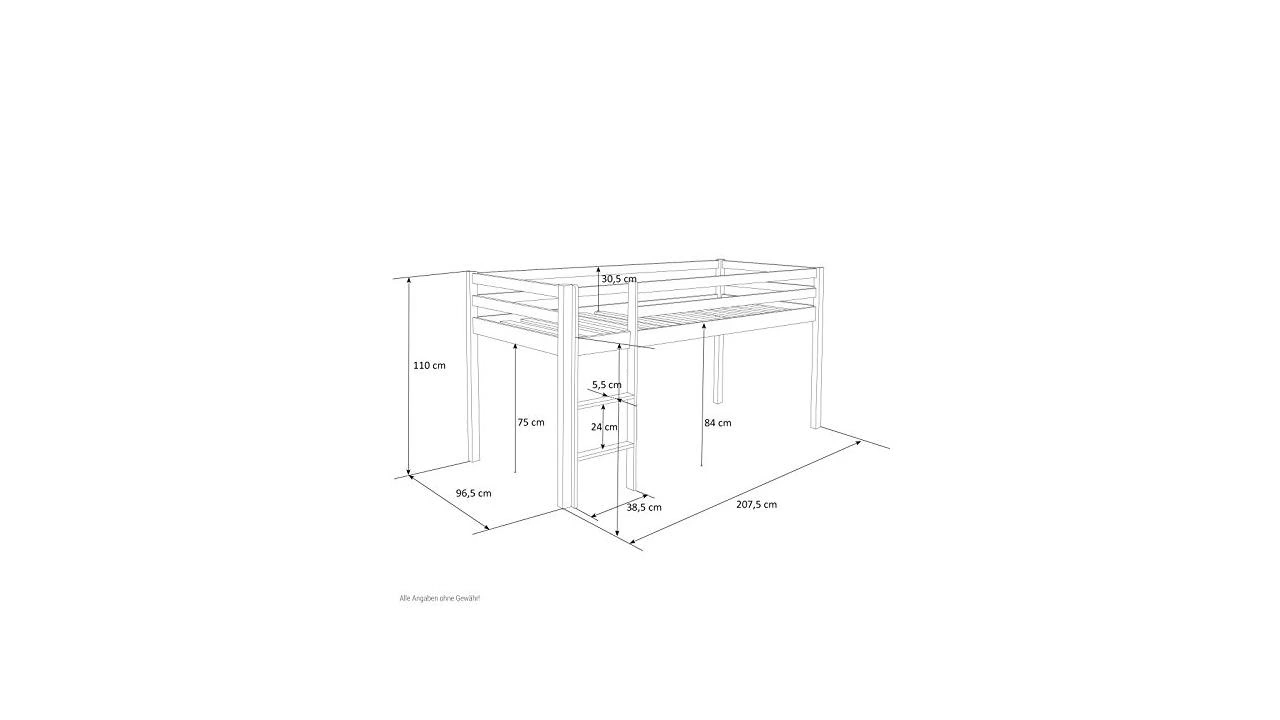 30,5 cm
110 cm
5,5 cm
75 cm
24 cm
84 cm
96,5 cm
38,5 cm
207,5 cm
Alle Angaben ohne Gewähr!